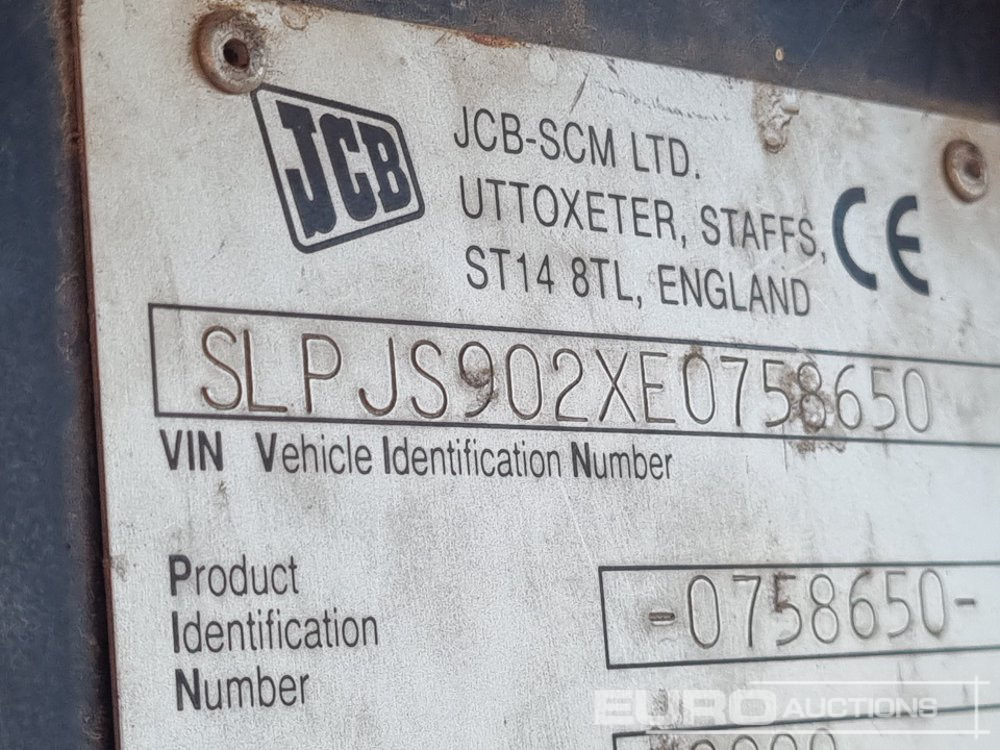 JCB
JCB-SCM LTD.
UTTOXETER, STAFFS,
ST14 8TL, ENGLAND
CE
SLPJS902XE0758650
VIN Vehicle Identification Number
Product
Identification
Number
-0758650-
EURO AUCTIONS